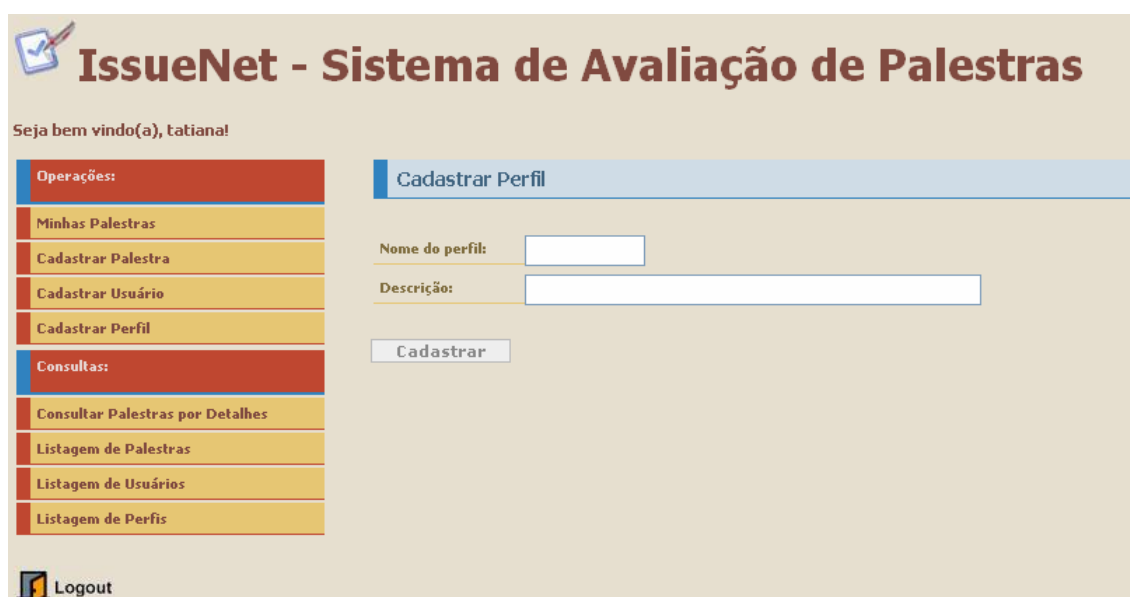 IssueNet - Sistema de Avaliação de Palestras
Seja bem vindo(a), tatiana!
Operações:
Minhas Palestras
Cadastrar Palestra
Cadastrar Usuário
Cadastrar Perfil
Consultas:
Consultar Palestras por Detalhes
Listagem de Palestras
Listagem de Usuários
Listagem de Perfis
Logout
Cadastrar Perfil
Nome do perfil:
Descrição:
Cadastrar